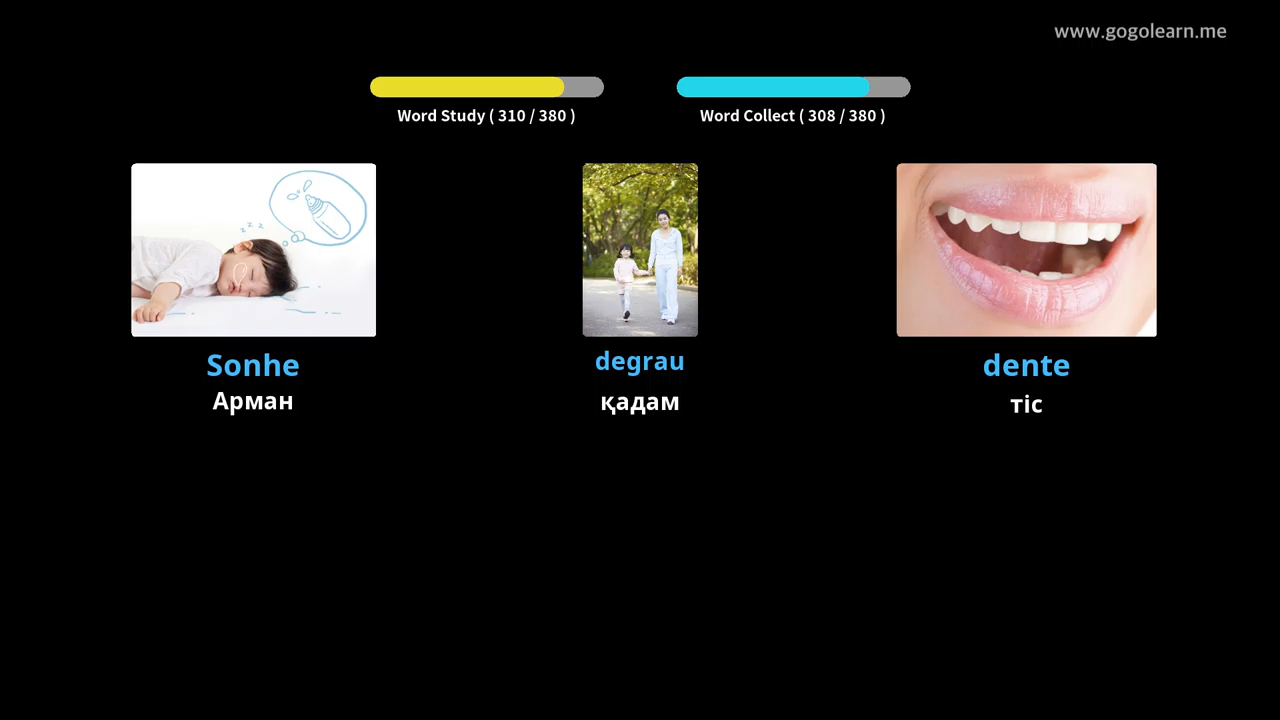 www.gogolearn.me
Word Study ( 310 / 380 )
Word Collect ( 308 / 380 )
Sonhe
Арман
degrau
қадам
dente
тіс